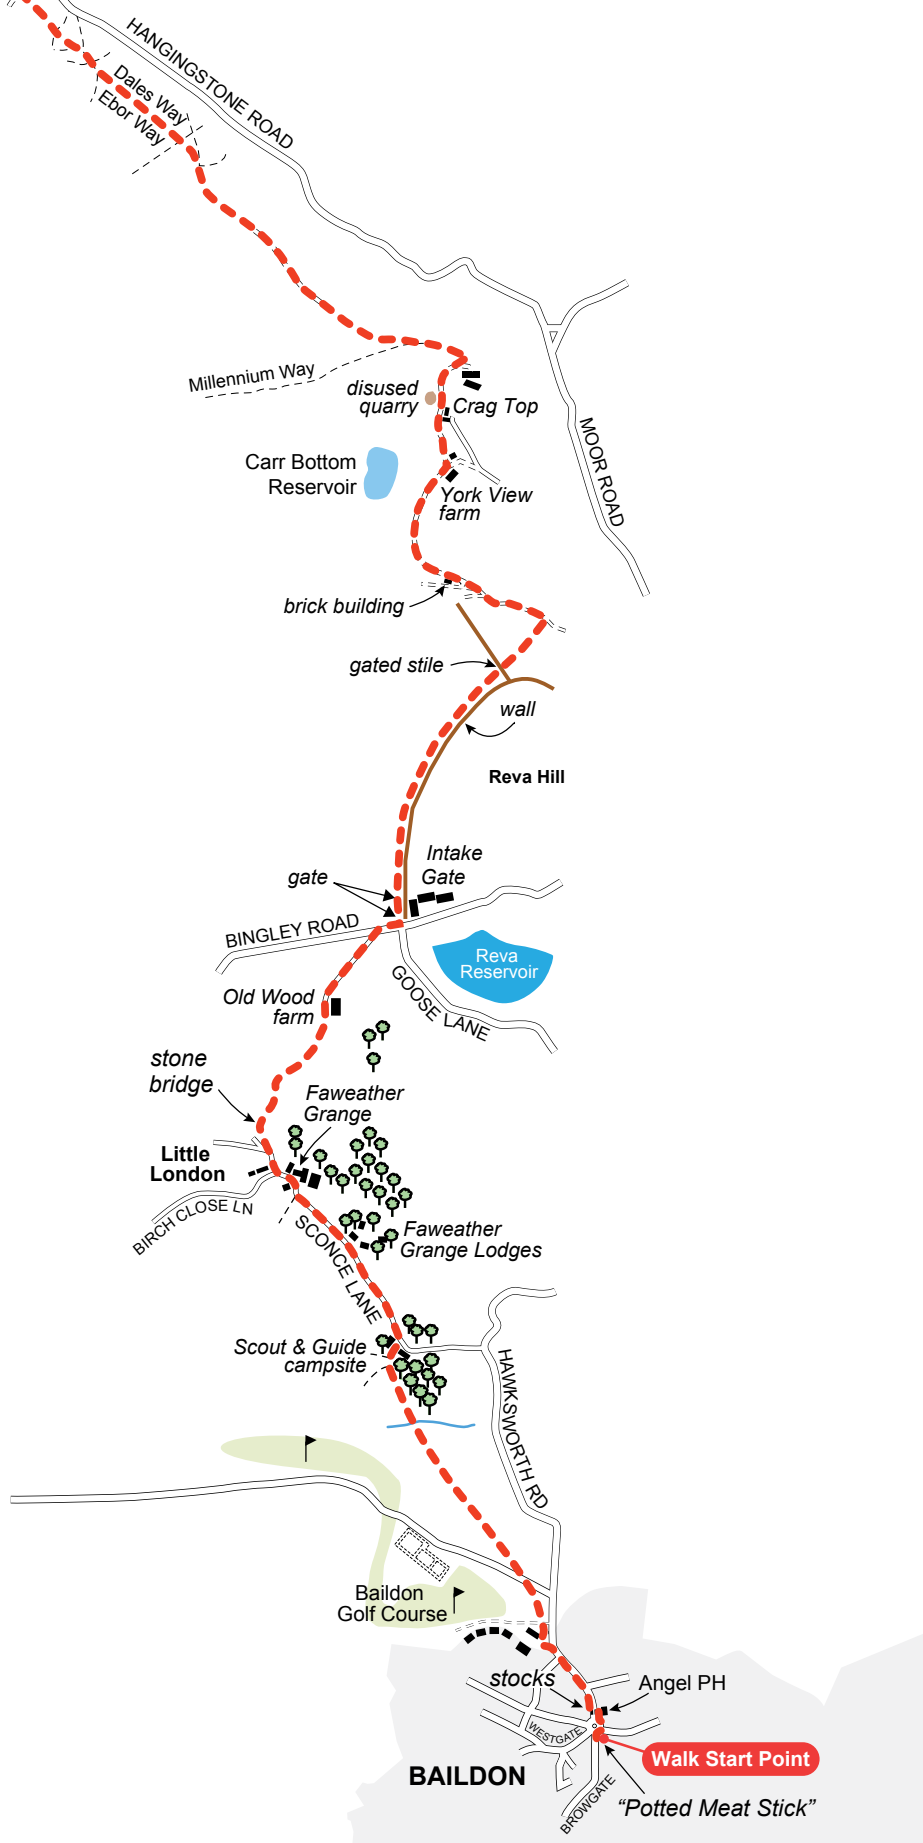 HANGINGSTONE ROAD
Dales Way
Ebor Way
Millennium Way
disused
quarry
Crag Top
MOOR ROAD
Carr Bottom
Reservoir
York View
farm
brick building
gated stile
wall
Reva Hill
Intake
Gate
gate
BINGLEY ROAD
Reva
Reservoir
GOOSE LANE
Old Wood
farm
stone
bridge
Faweather
Grange
Little
London
BIRCH CLOSE LN
SCONCE LANE
Faweather
Grange Lodges
Scout & Guide
campsite
HAWKSWORTH RD
Baildon
Golf Course
stocks
Angel PH
WESTGATE
Walk Start Point
BAILDON
BROWGATE
“Potted Meat Stick”